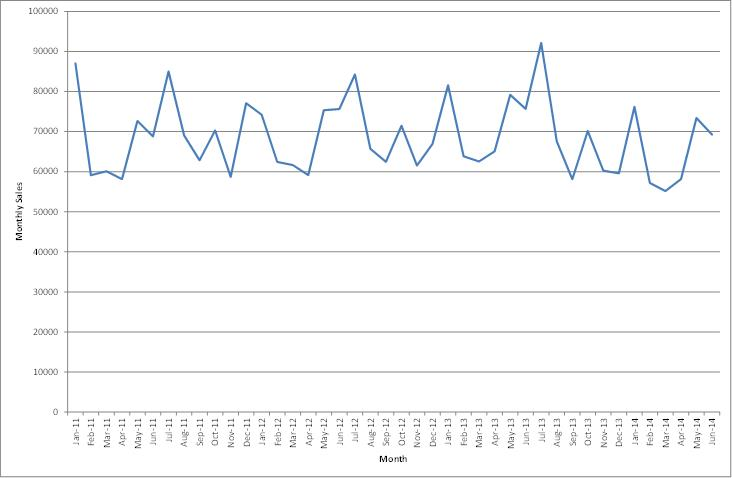 100000
90000
80000
70000
60000
50000
40000
30000
20000
10000
0
Monthly Sales
Jan-11
Feb-11
Mar-11
Apr-11
May-11
Jun-11
Jul-11
Aug-11
Sep-11
Oct-11
Nov-11
Dec-11
Jan-12
Feb-12
Mar-12
Apr-12
May-12
Jun-12
Jul-12
Aug-12
Sep-12
Oct-12
Nov-12
Dec-12
Jan-13
Feb-13
Mar-13
Apr-13
May-13
Jun-13
Jul-13
Aug-13
Sep-13
Oct-13
Nov-13
Dec-13
Jan-14
Feb-14
Mar-14
Apr-14
May-14
Jun-14
Month